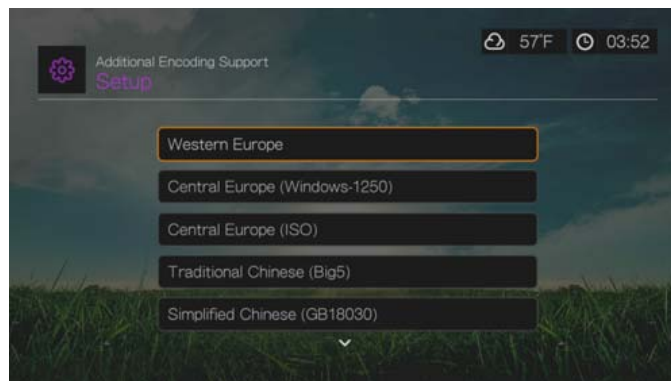 57°F 03:52
Additional Encoding Support
Setup
Western Europe
Central Europe (Windows-1250)
Central Europe (ISO)
Traditional Chinese (Big5)
Simplified Chinese (GB18030)